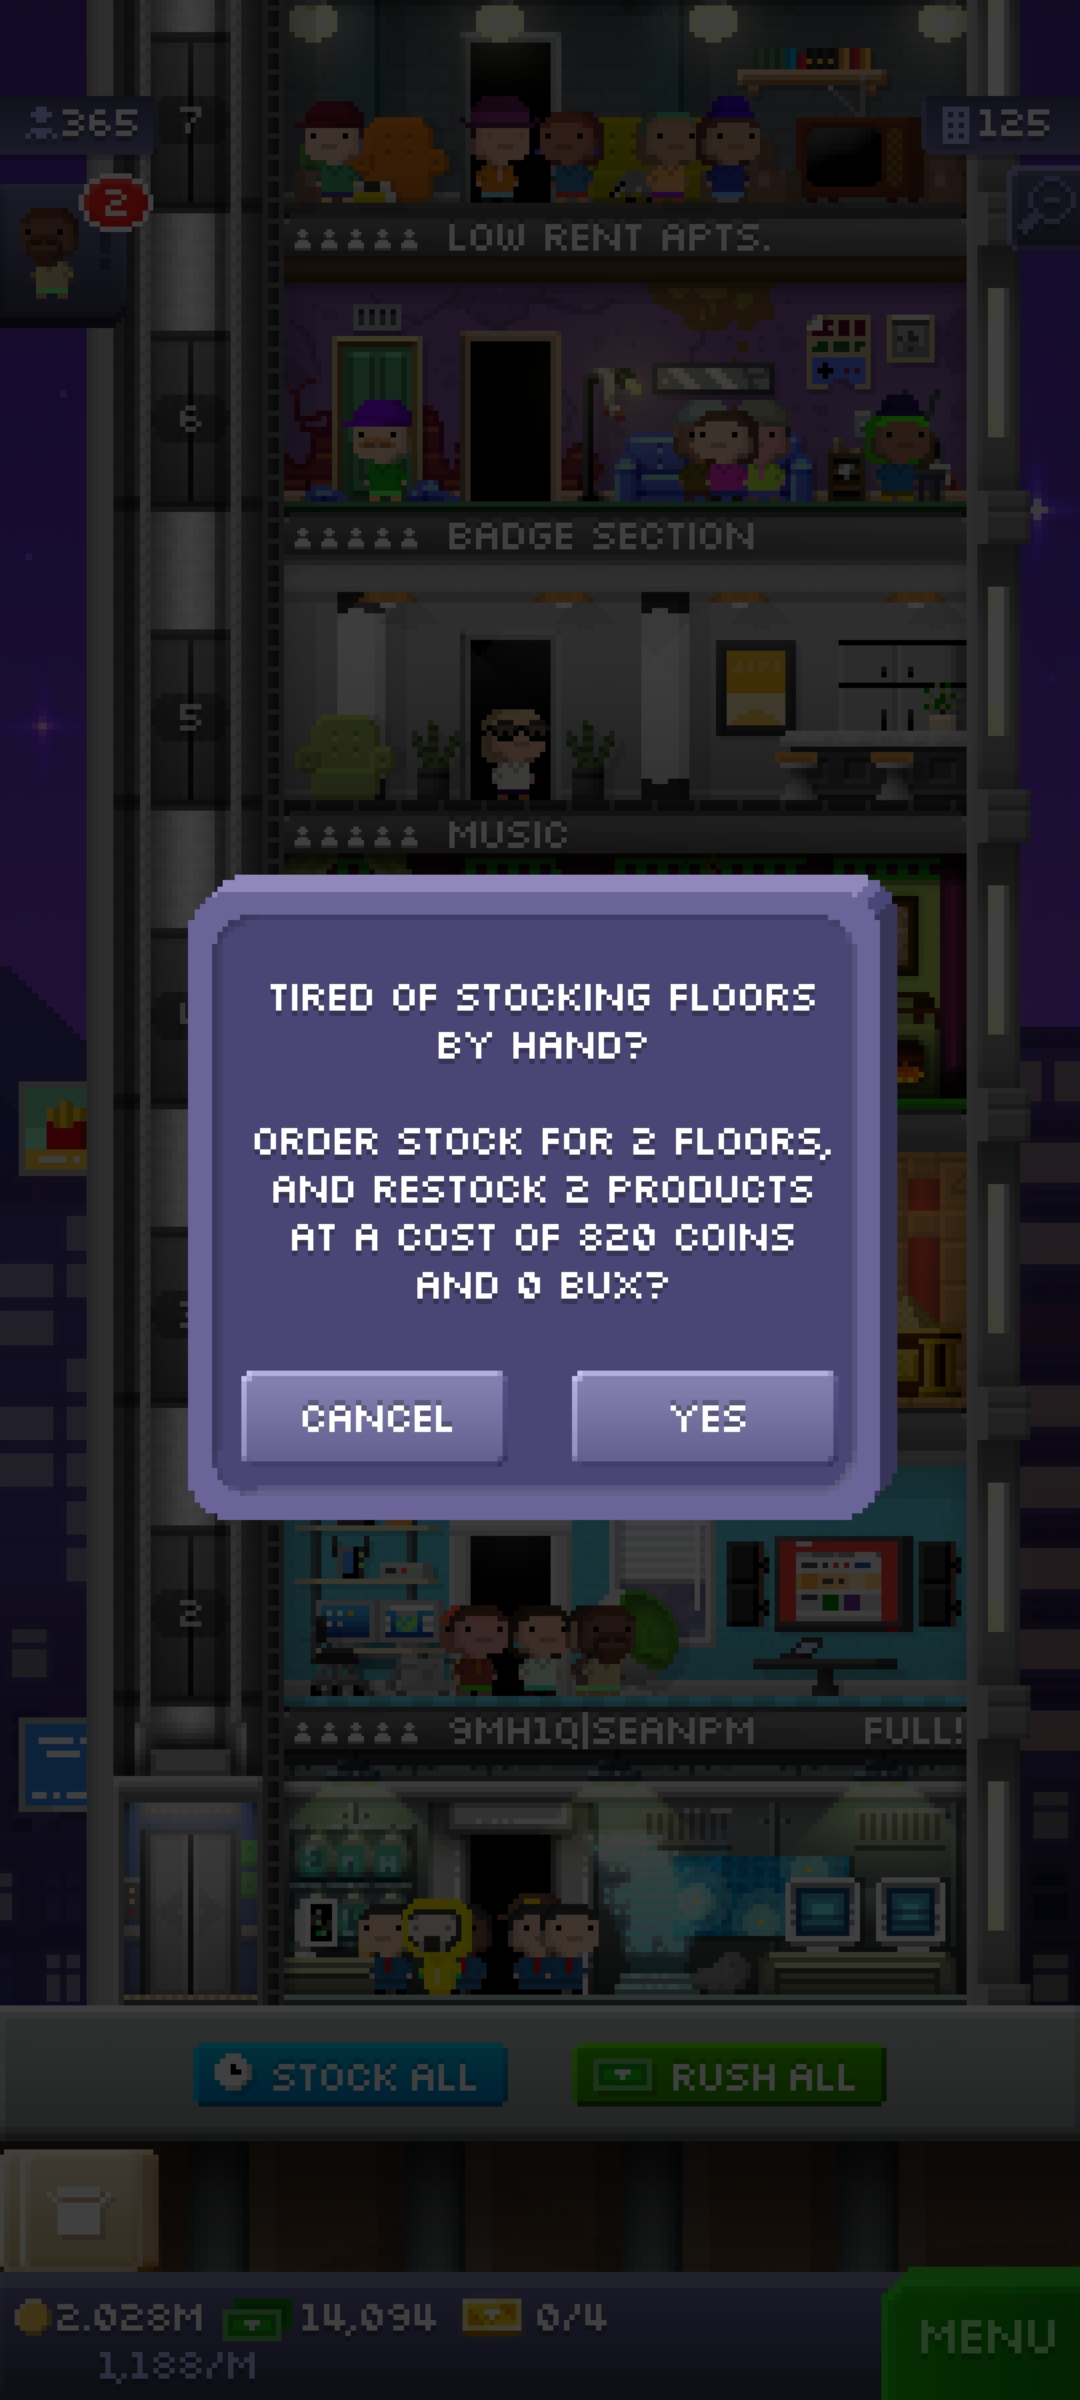 365
7
125
2
LOW RENT APTS.
6
BADGE SECTION
5
MUSIC
TIRED OF STOCKING FLOORS
BY HAND?
ORDER STOCK FOR 2 FLOORS,
AND RESTOCK 2 PRODUCTS
AT A COST OF 820 COINS
AND 0 BUX?
CANCEL
YES
2
9MH1Q|SEANPM
FULL!
STOCK ALL
RUSH ALL
2.028M
14,094
0/4
1,188/M
MENU